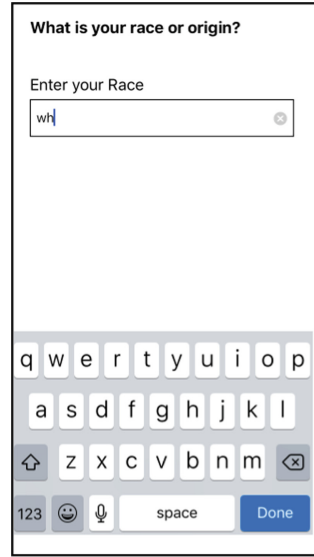 What is your race or origin?
Enter your Race
wh
q w e r t y u i o p
a s d f g h j k l
z x c v b n m
123 space Done